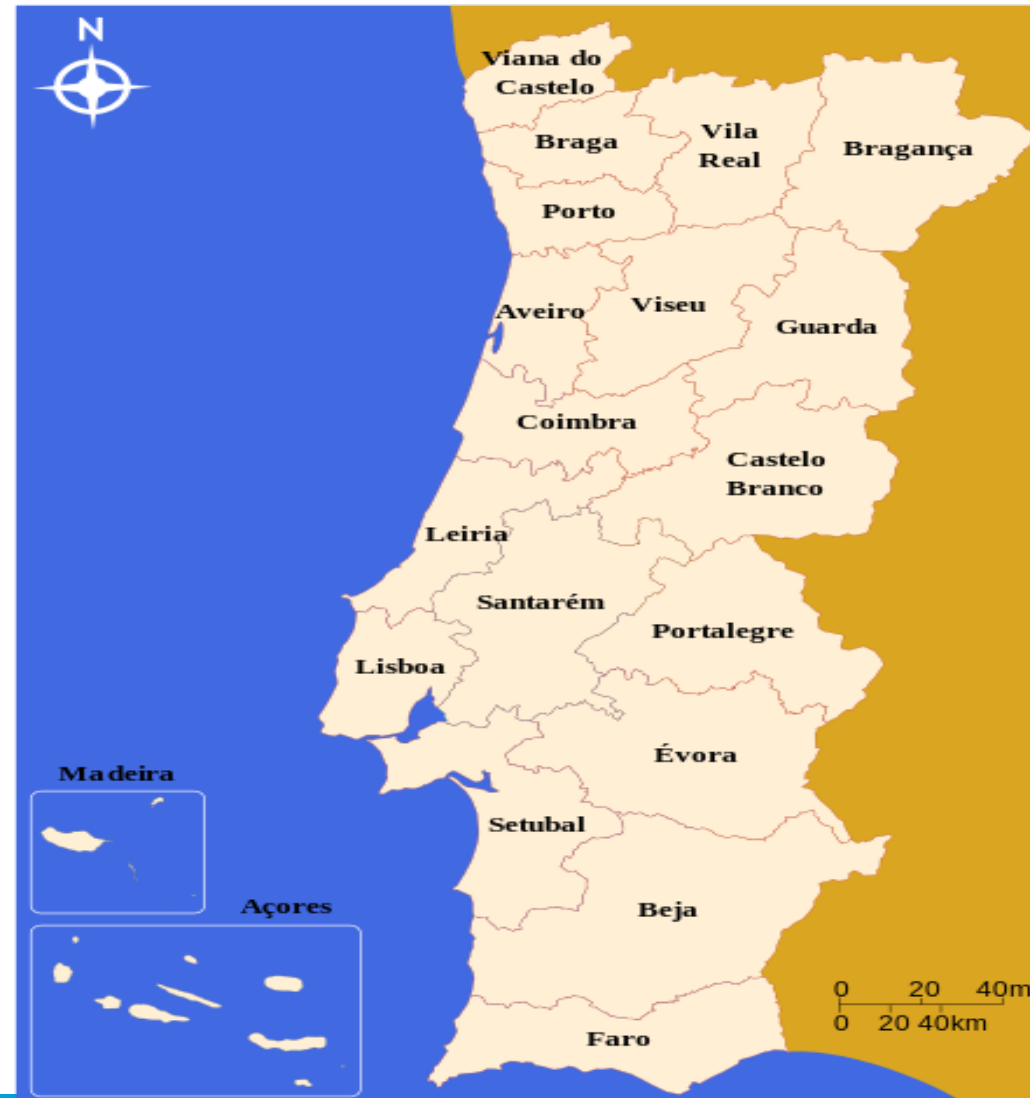 N
Viana do
Castelo
Braga
Vila
Real
Bragança
Porto
Aveiro
Viseu
Guarda
Coimbra
Castelo
Branco
Leiria
Santarém
Portalegre
Lisboa
Évora
Madeira
Setubal
Açores
Beja
0 20 40m
0 20 40km
Faro